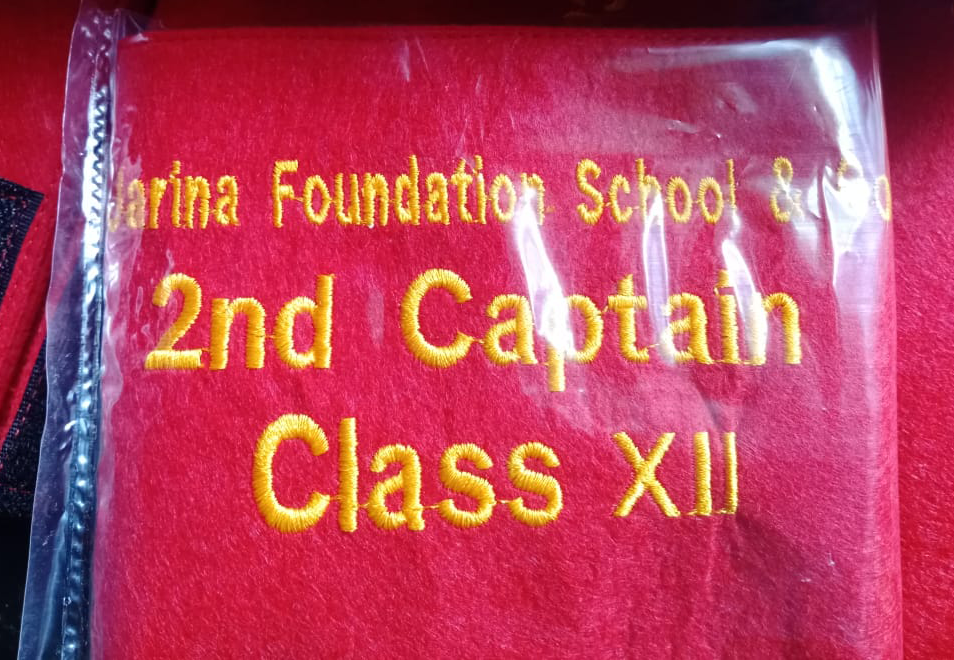 Foundation School &
2nd Captain
Class XII